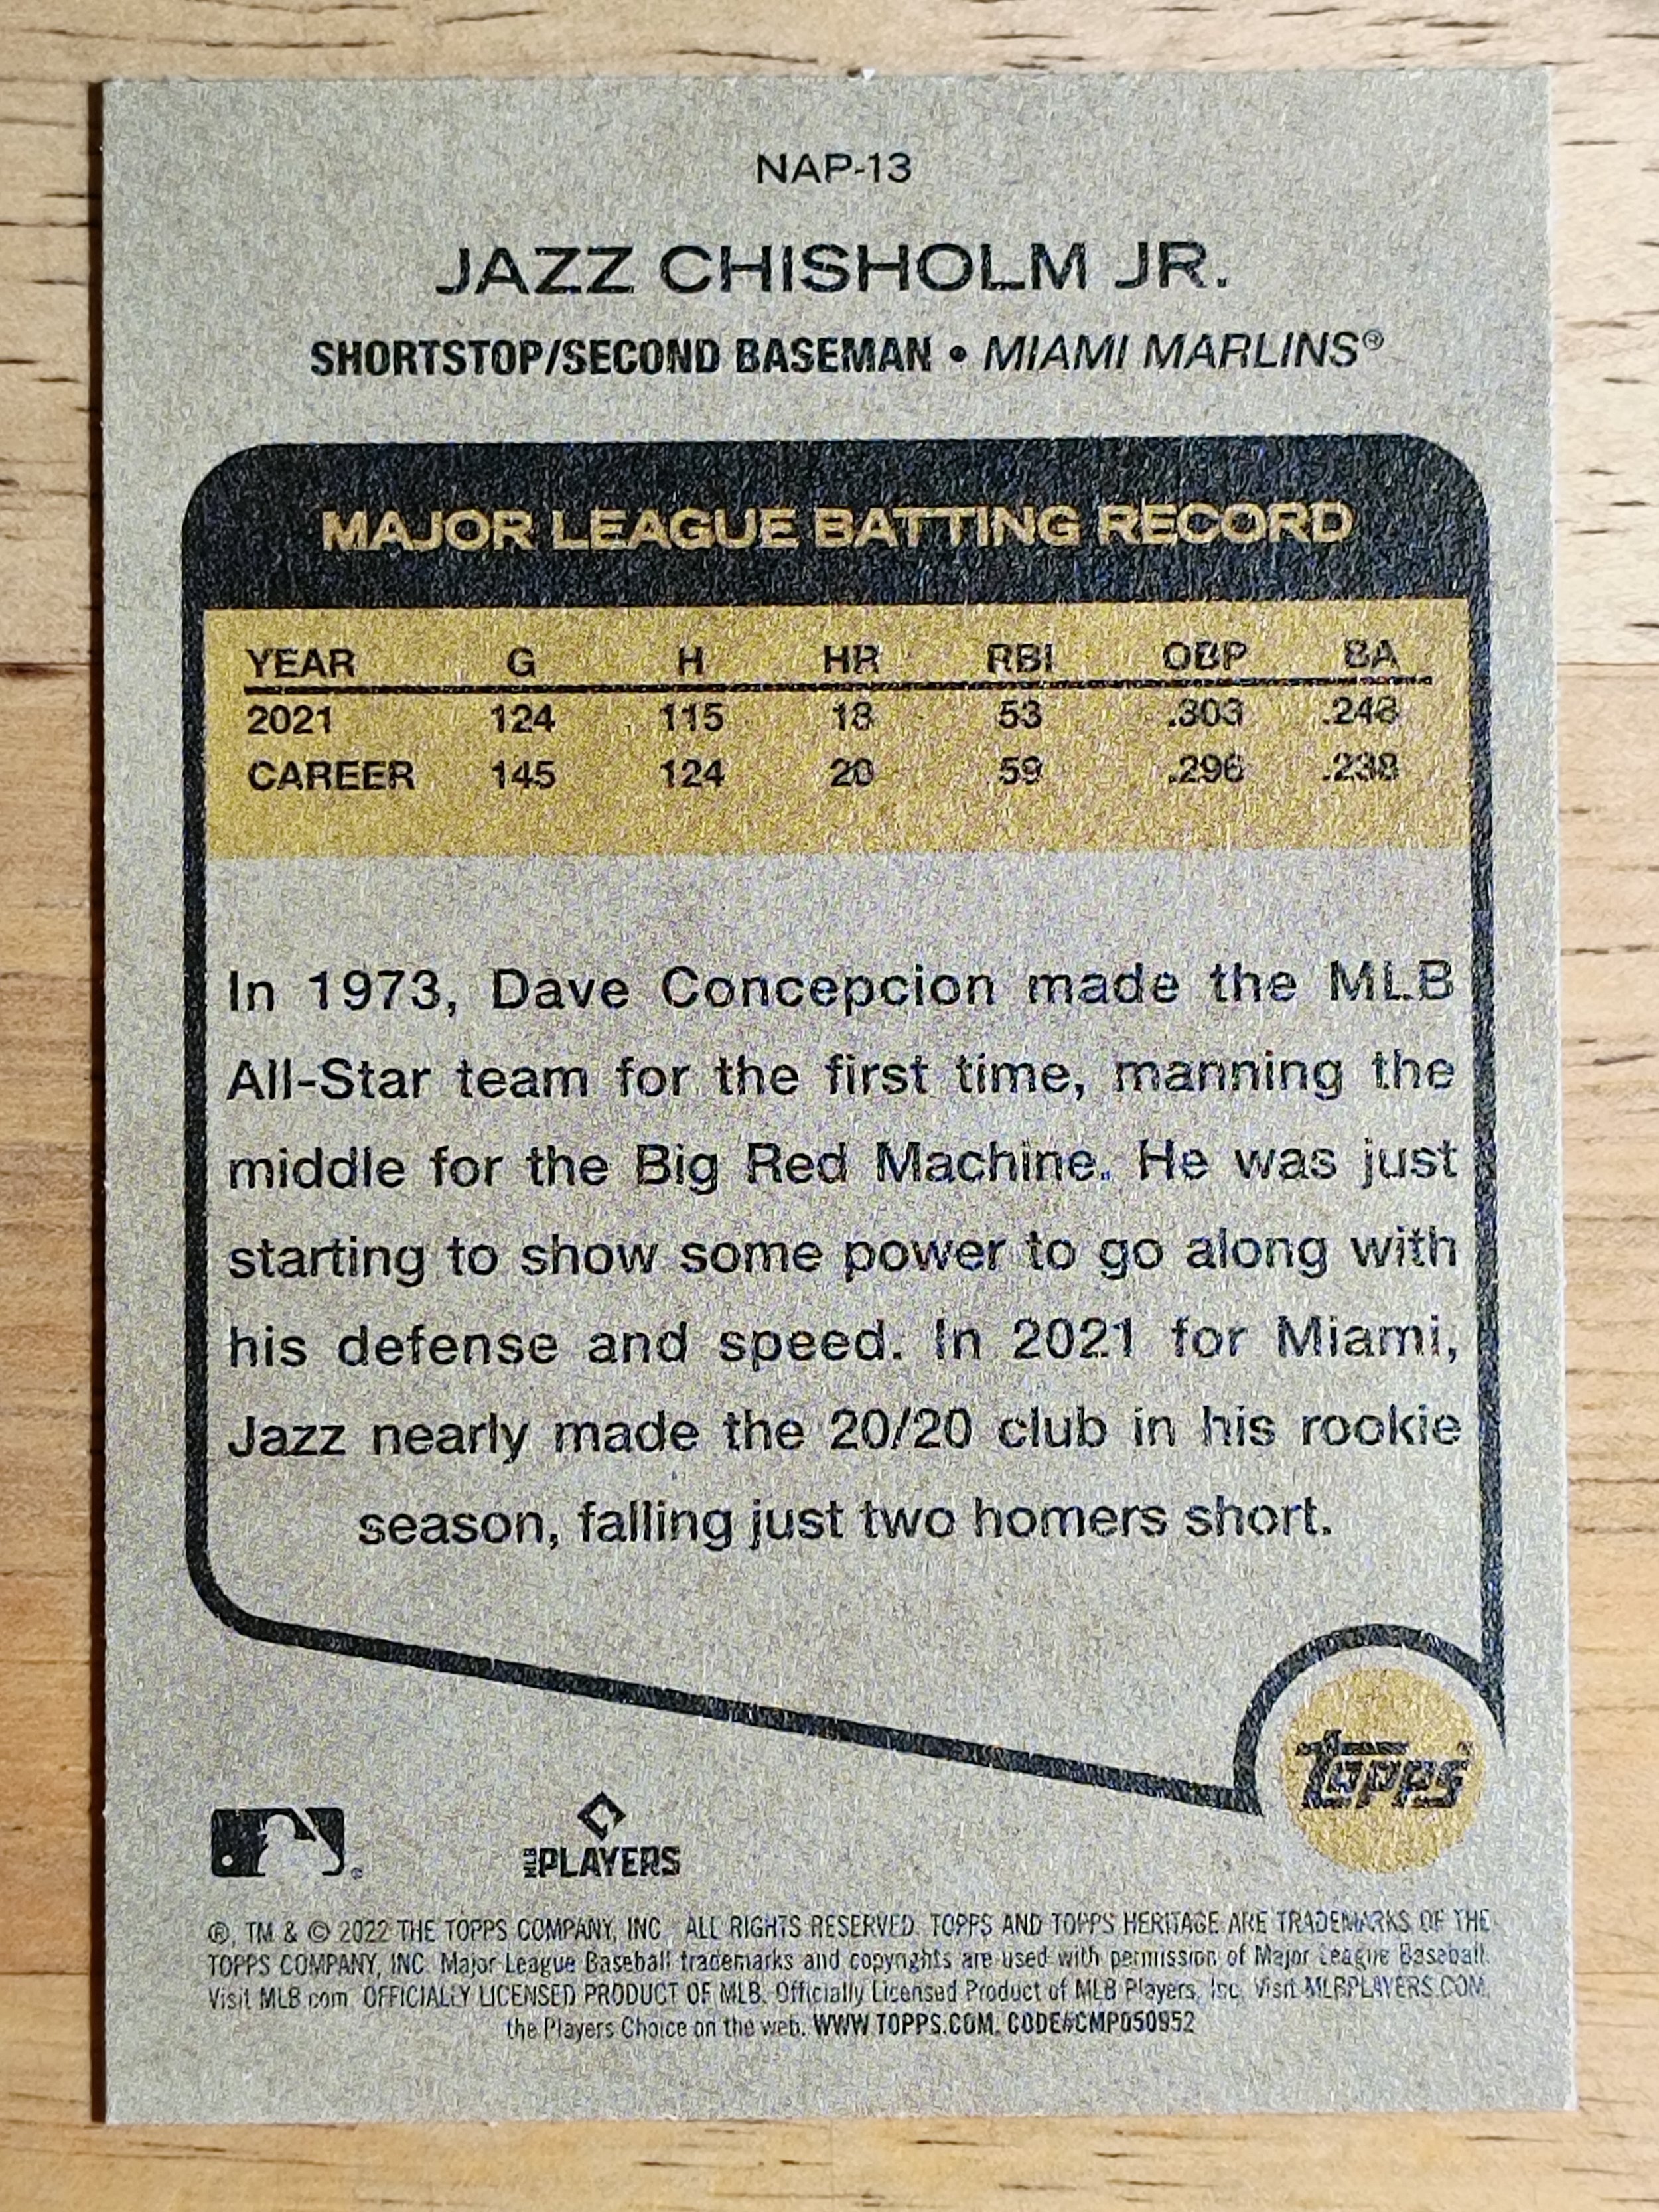 NAP-13
JAZZ CHISHOLM JR.
SHORTSTOP/SECOND BASEMAN • MIAMI MARLINS®
MAJOR LEAGUE BATTING RECORD
YEAR G H HR RBI OBP BA
2021 124 115 18 53 .303 .248
CAREER 145 124 20 59 .296 .238
In 1973, Dave Concepcion made the MLB
All-Star team for the first time, manning the
middle for the Big Red Machine. He was just
starting to show some power to go along with
his defense and speed. In 2021 for Miami,
Jazz nearly made the 20/20 club in his rookie
season, falling just two homers short.
topps®
MLB PLAYERS
®, TM & © 2022 THE TOPPS COMPANY, INC. ALL RIGHTS RESERVED. TOPPS AND TOPPS HERITAGE ARE TRADEMARKS OF THE
TOPPS COMPANY, INC. Major League Baseball trademarks and copyrights are used with permission of Major League Baseball.
Visit MLB.com. OFFICIALLY LICENSED PRODUCT OF MLB. Officially Licensed Product of MLB Players, Inc. Visit MLBPLAYERS.COM,
the Players Choice on the web. WWW.TOPPS.COM. CODE#CMP050952